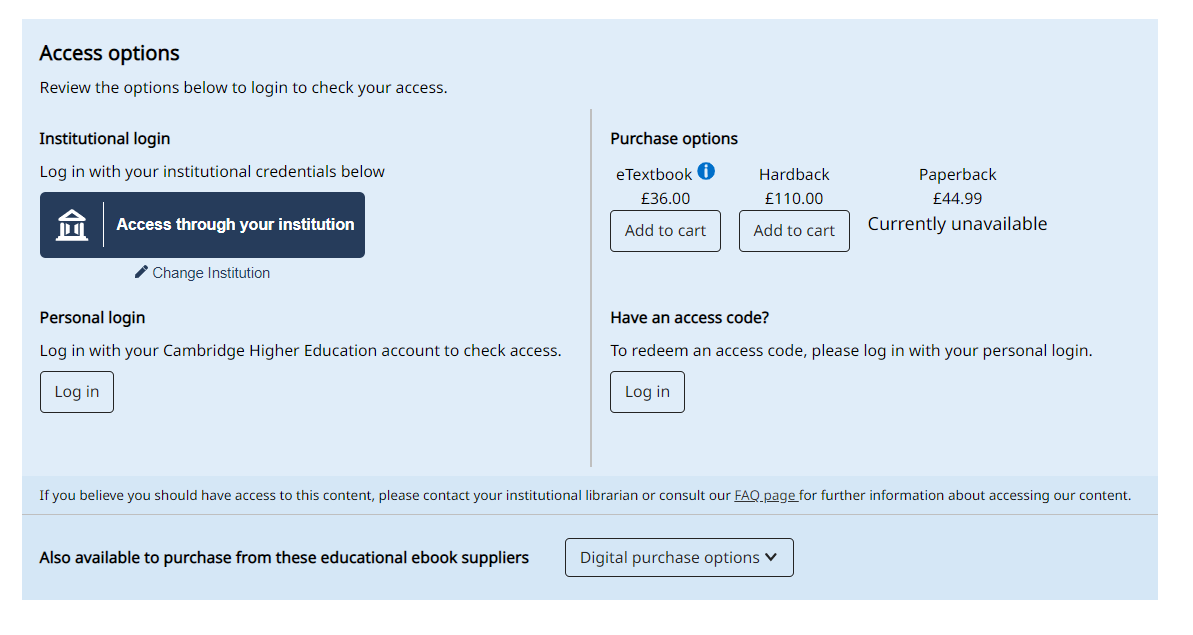 Access options
Review the options below to login to check your access.
Institutional login
Log in with your institutional credentials below
Access through your institution
Change Institution
Personal login
Log in with your Cambridge Higher Education account to check access.
Log in
Purchase options
eTextbook
£36.00
Add to cart
Hardback
£110.00
Add to cart
Paperback
£44.99
Currently unavailable
Have an access code?
To redeem an access code, please log in with your personal login.
Log in
If you believe you should have access to this content, please contact your institutional librarian or consult our FAQ page for further information about accessing our content.
Also available to purchase from these educational ebook suppliers
Digital purchase options